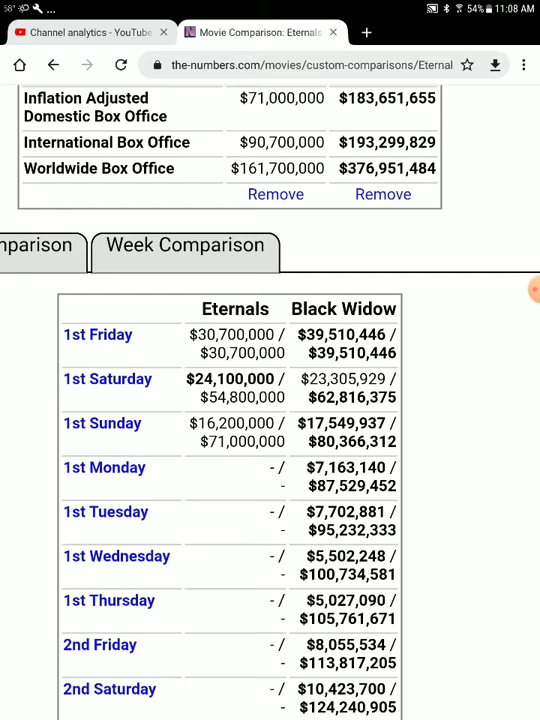 58° 54% 11:08 AM
Channel analytics - YouTube × Movie Comparison: Eternals × +
the-numbers.com/movies/custom-comparisons/Eternal
Inflation Adjusted $71,000,000 $183,651,655
Domestic Box Office
International Box Office $90,700,000 $193,299,829
Worldwide Box Office $161,700,000 $376,951,484
Remove Remove
nparison Week Comparison
Eternals Black Widow
1st Friday $30,700,000 / $39,510,446 /
$30,700,000 $39,510,446
1st Saturday $24,100,000 / $23,305,929 /
$54,800,000 $62,816,375
1st Sunday $16,200,000 / $17,549,937 /
$71,000,000 $80,366,312
1st Monday - / $7,163,140 /
- $87,529,452
1st Tuesday - / $7,702,881 /
- $95,232,333
1st Wednesday - / $5,502,248 /
- $100,734,581
1st Thursday - / $5,027,090 /
- $105,761,671
2nd Friday - / $8,055,534 /
- $113,817,205
2nd Saturday - / $10,423,700 /
- $124,240,905